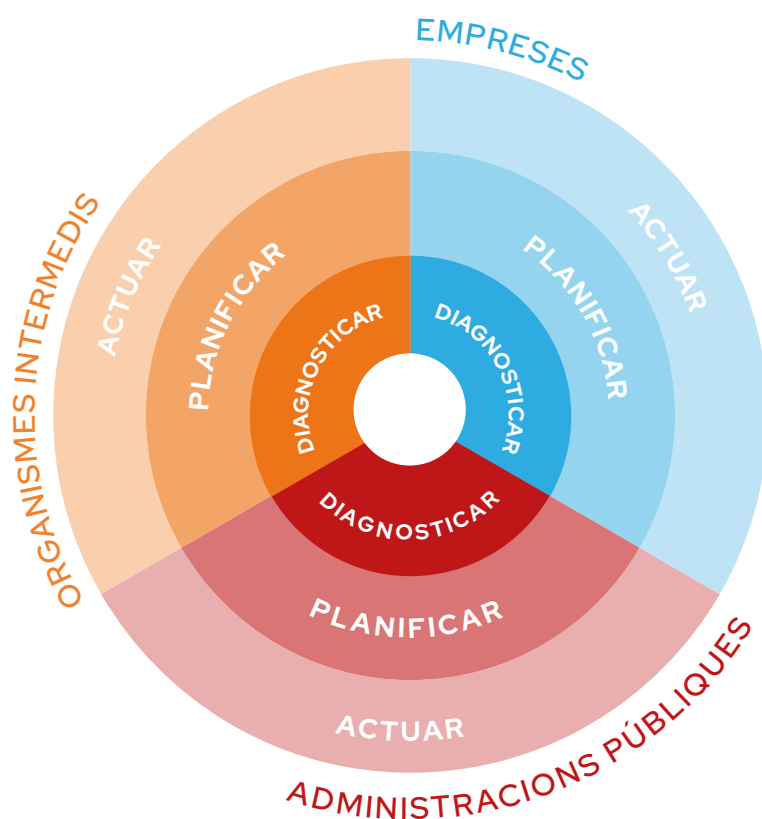 EMPRESES
ACTUAR
PLANIFICAR
DIAGNOSTICAR
ORGANISMES INTERMEDIS
ACTUAR
PLANIFICAR
DIAGNOSTICAR
DIAGNOSTICAR
PLANIFICAR
ACTUAR
ADMINISTRACIONS PÚBLIQUES